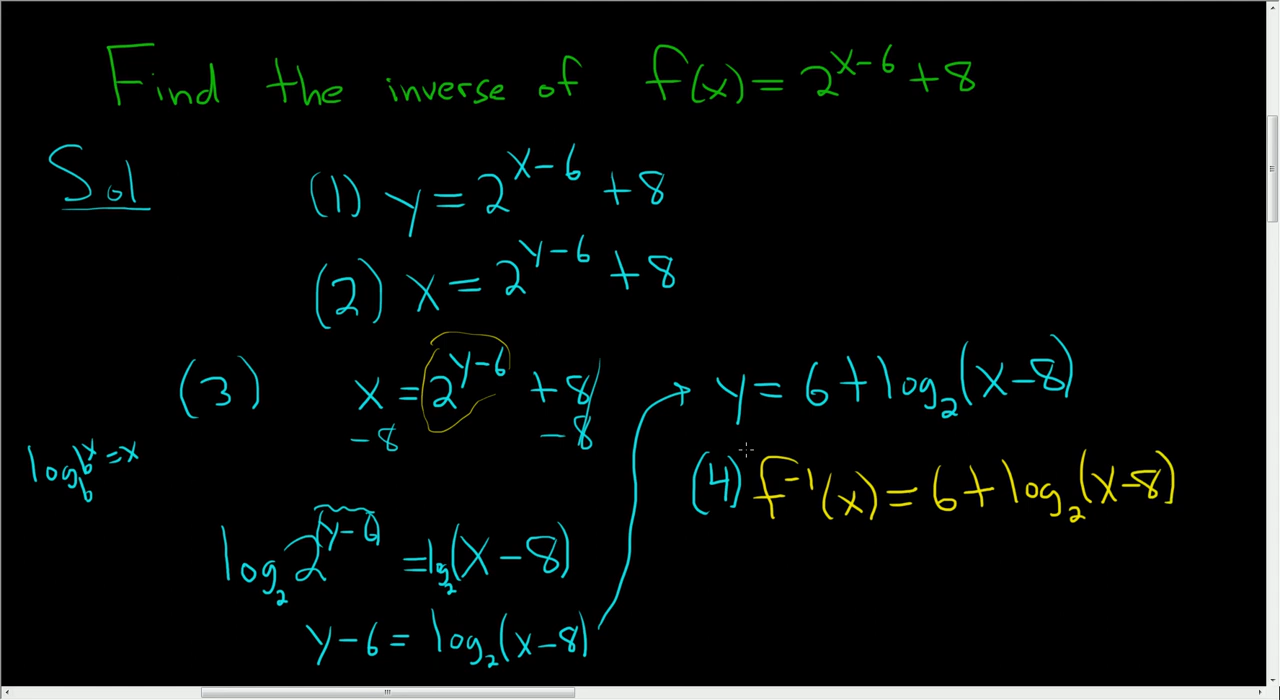 Find the inverse of f(x) = 2^(x-6) + 8
Sol
(1) y = 2^(x-6) + 8
(2) x = 2^(y-6) + 8
(3) x = 2^(y-6) + 8
-8 -8
log_b b^x = x
log_2 2^(y-6) = log_2(x-8)
y-6 = log_2(x-8)
y = 6 + log_2(x-8)
(4) f^-1(x) = 6 + log_2(x-8)